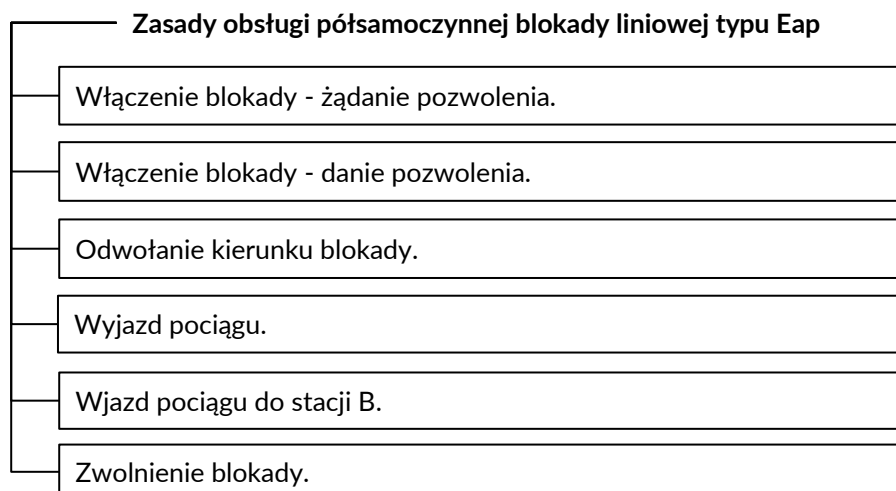 Zasady obsługi półsamoczynnej blokady liniowej typu Eap
Włączenie blokady - żądanie pozwolenia.
Włączenie blokady - danie pozwolenia.
Odwołanie kierunku blokady.
Wyjazd pociągu.
Wjazd pociągu do stacji B.
Zwolnienie blokady.